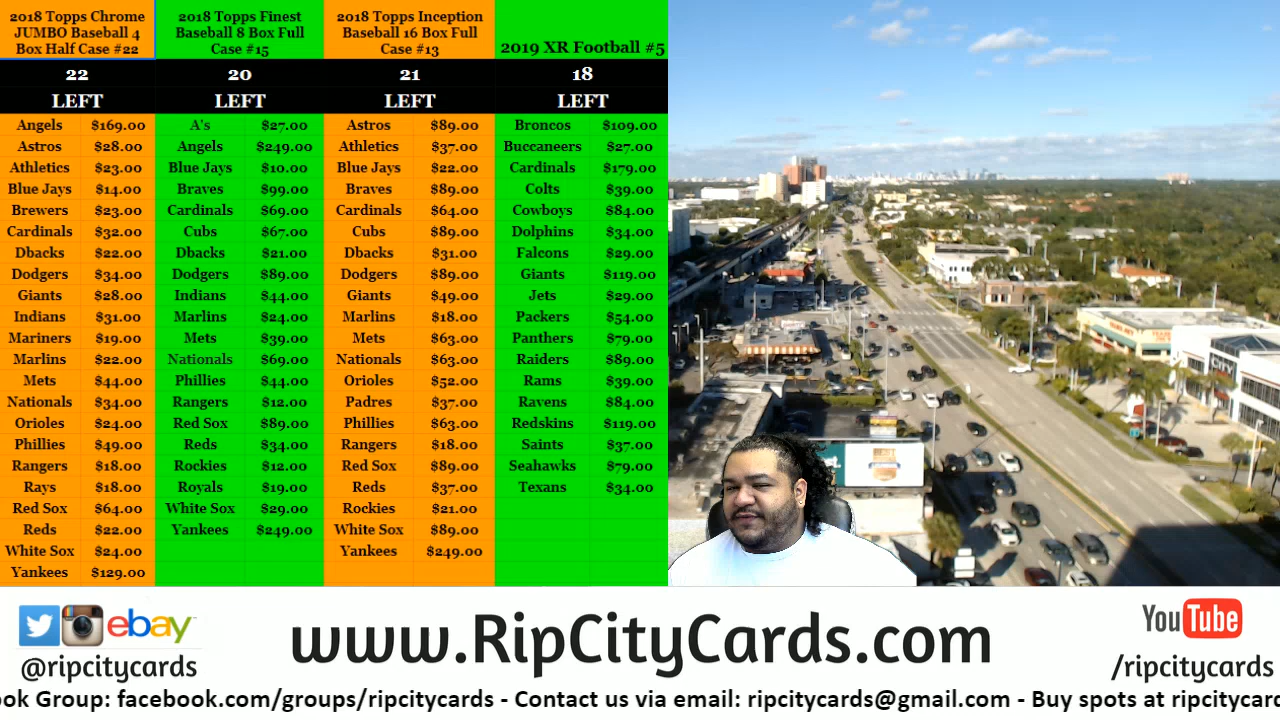 2018 Topps Chrome
JUMBO Baseball 4
Box Half Case #22
22
LEFT
Angels $169.00
Astros $28.00
Athletics $23.00
Blue Jays $14.00
Brewers $23.00
Cardinals $32.00
Dbacks $22.00
Dodgers $34.00
Giants $28.00
Indians $31.00
Mariners $19.00
Marlins $22.00
Mets $44.00
Nationals $34.00
Orioles $24.00
Phillies $49.00
Rangers $18.00
Rays $18.00
Red Sox $64.00
Reds $22.00
White Sox $24.00
Yankees $129.00
2018 Topps Finest
Baseball 8 Box Full
Case #15
20
LEFT
A's $27.00
Angels $249.00
Blue Jays $10.00
Braves $99.00
Cardinals $69.00
Cubs $67.00
Dbacks $21.00
Dodgers $89.00
Indians $44.00
Marlins $24.00
Mets $39.00
Nationals $69.00
Phillies $44.00
Rangers $12.00
Red Sox $89.00
Reds $34.00
Rockies $12.00
Royals $19.00
White Sox $29.00
Yankees $249.00
2018 Topps Inception
Baseball 16 Box Full
Case #13
21
LEFT
Astros $89.00
Athletics $37.00
Blue Jays $22.00
Braves $89.00
Cardinals $64.00
Cubs $89.00
Dbacks $31.00
Dodgers $89.00
Giants $49.00
Marlins $18.00
Mets $63.00
Nationals $63.00
Orioles $52.00
Padres $37.00
Phillies $63.00
Rangers $18.00
Red Sox $89.00
Reds $37.00
Rockies $21.00
White Sox $89.00
Yankees $249.00
2019 XR Football #5
18
LEFT
Broncos $109.00
Buccaneers $27.00
Cardinals $179.00
Colts $39.00
Cowboys $84.00
Dolphins $34.00
Falcons $29.00
Giants $119.00
Jets $29.00
Packers $54.00
Panthers $79.00
Raiders $89.00
Rams $39.00
Ravens $84.00
Redskins $119.00
Saints $37.00
Seahawks $79.00
Texans $34.00
CITY
ebay
@ripcitycards
www.RipCityCards.com
YouTube
/ripcitycards
ook Group: facebook.com/groups/ripcitycards - Contact us via email: ripcitycards@gmail.com - Buy spots at ripcitycard